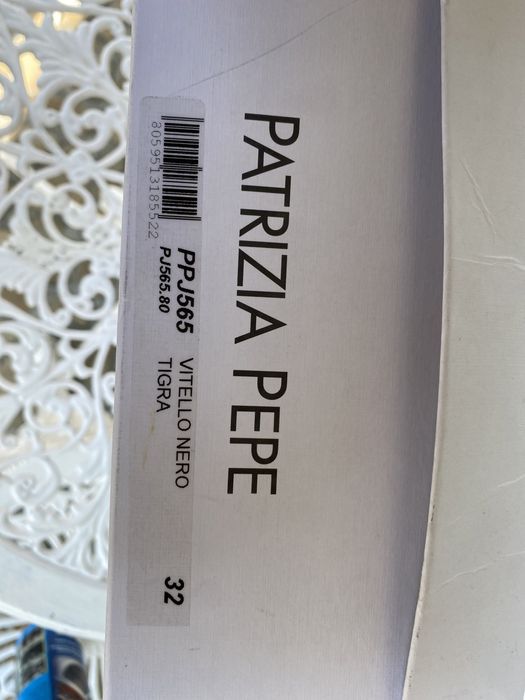 PATRIZIA PEPE
8059513185522
PPJ565 VITELLO NERO
PJ565.80 TIGRA
32